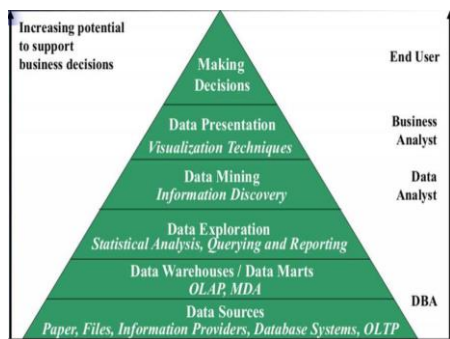 Increasing potential
to support
business decisions
End User
Making
Decisions
Business
Analyst
Data Presentation
Visualization Techniques
Data
Analyst
Data Mining
Information Discovery
Data Exploration
Statistical Analysis, Querying and Reporting
Data Warehouses / Data Marts
OLAP, MDA
DBA
Data Sources
Paper, Files, Information Providers, Database Systems, OLTP